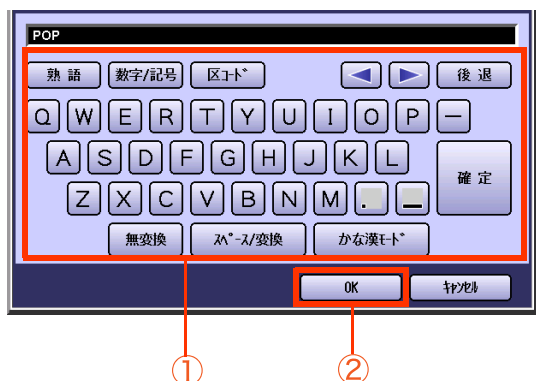 POP
熟 語 数字/記号 区ｺｰﾄﾞ 後 退
Q W E R T Y U I O P ー
A S D F G H J K L
確 定
Z X C V B N M . _
無変換 ｽﾍﾟｰｽ/変換 かな漢ﾓｰﾄﾞ
OK ｷｬﾝｾﾙ
① ②